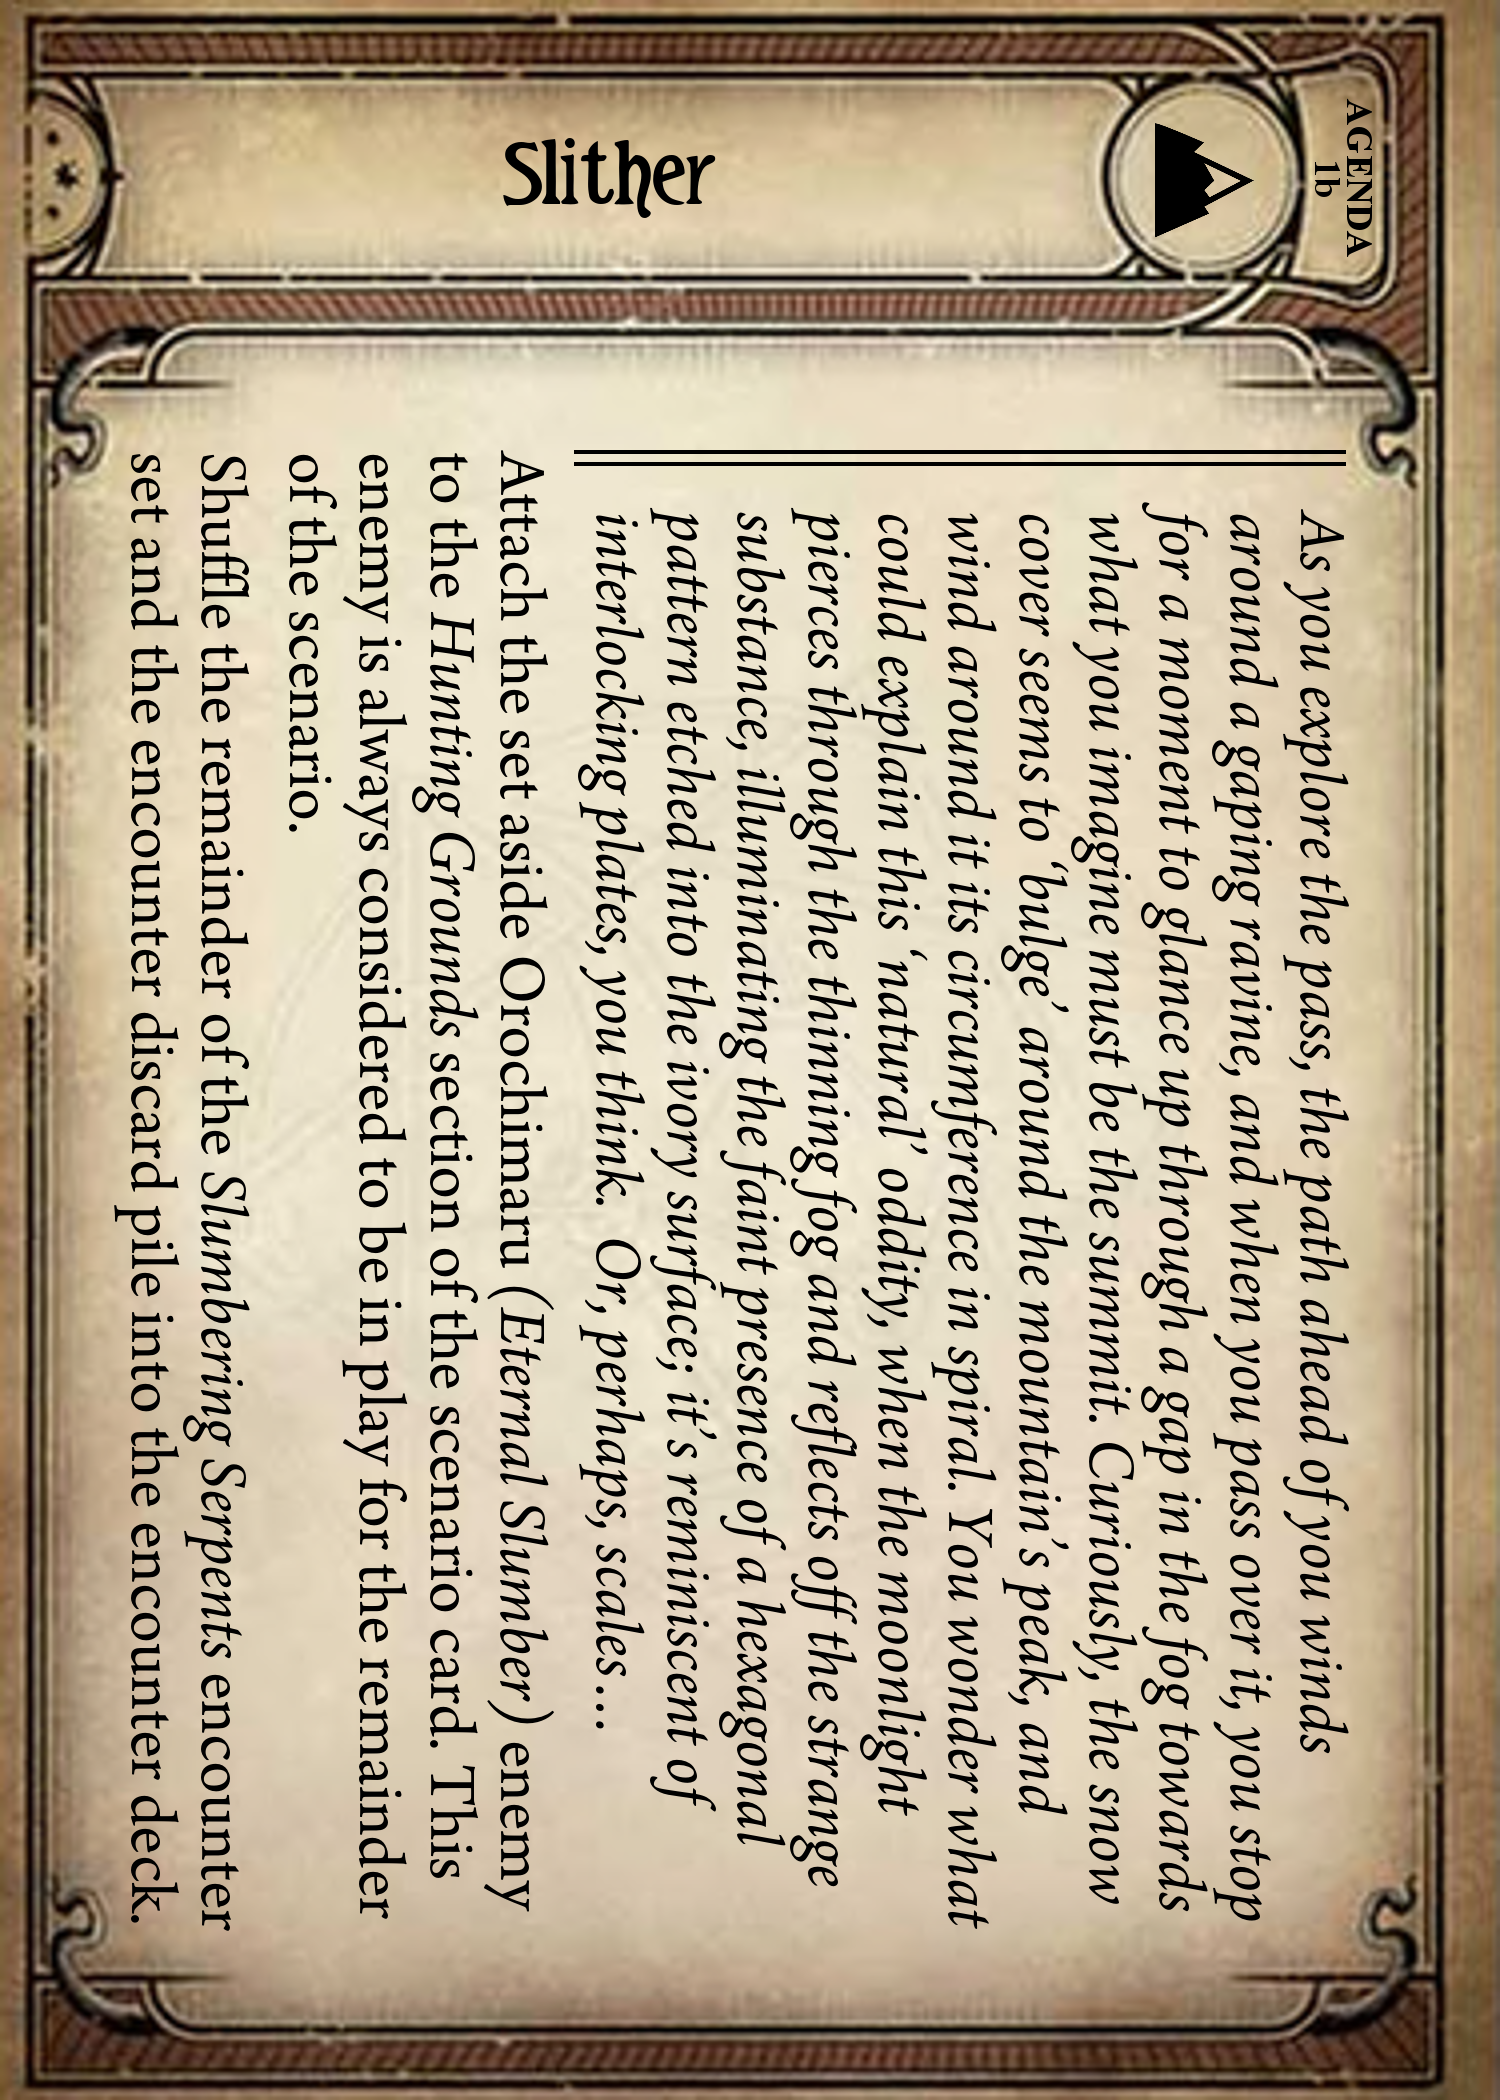 AGENDA
1b
Slither
As you explore the pass, the path ahead of you winds
around a gaping ravine, and when you pass over it, you stop
for a moment to glance up through a gap in the fog towards
what you imagine must be the summit. Curiously, the snow
cover seems to ‘bulge’ around the mountain’s peak, and
wind around it its circumference in spiral. You wonder what
could explain this ‘natural’ oddity, when the moonlight
pierces through the thinning fog and reflects off the strange
substance, illuminating the faint presence of a hexagonal
pattern etched into the ivory surface; it’s reminiscent of
interlocking plates, you think. Or, perhaps, scales…
Attach the set aside Orochimaru (Eternal Slumber) enemy
to the Hunting Grounds section of the scenario card. This
enemy is always considered to be in play for the remainder
of the scenario.
Shuffle the remainder of the Slumbering Serpents encounter
set and the encounter discard pile into the encounter deck.